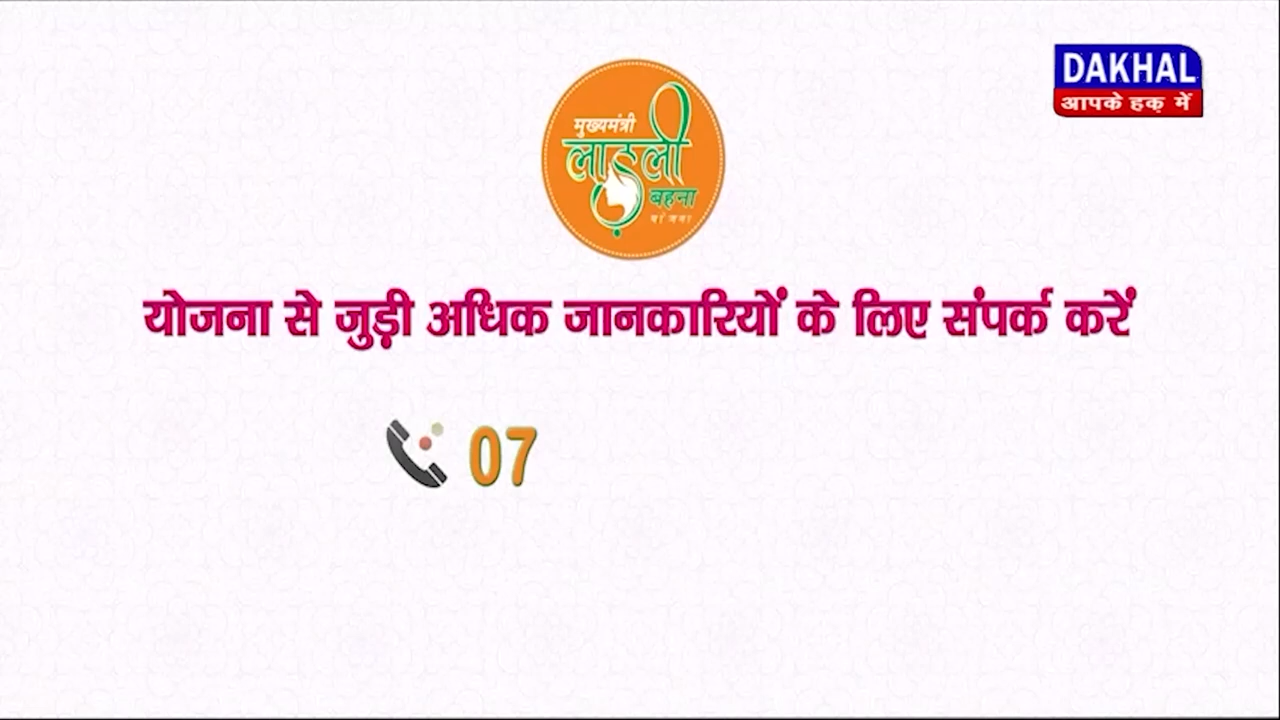 DAKHAL
आपके हक में
मुख्यमंत्री
लाड़ली
बहना
योजना से जुड़ी अधिक जानकारियों के लिए संपर्क करें
07